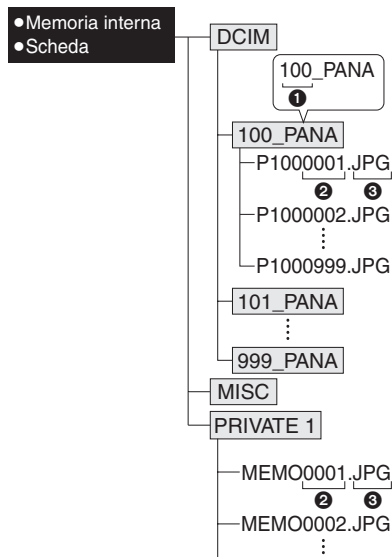 ●Memoria interna
●Scheda
DCIM
100_PANA
❶
100_PANA
P1000001.JPG
❷ ❸
P1000002.JPG
P1000999.JPG
101_PANA
999_PANA
MISC
PRIVATE 1
MEMO0001.JPG
❷ ❸
MEMO0002.JPG